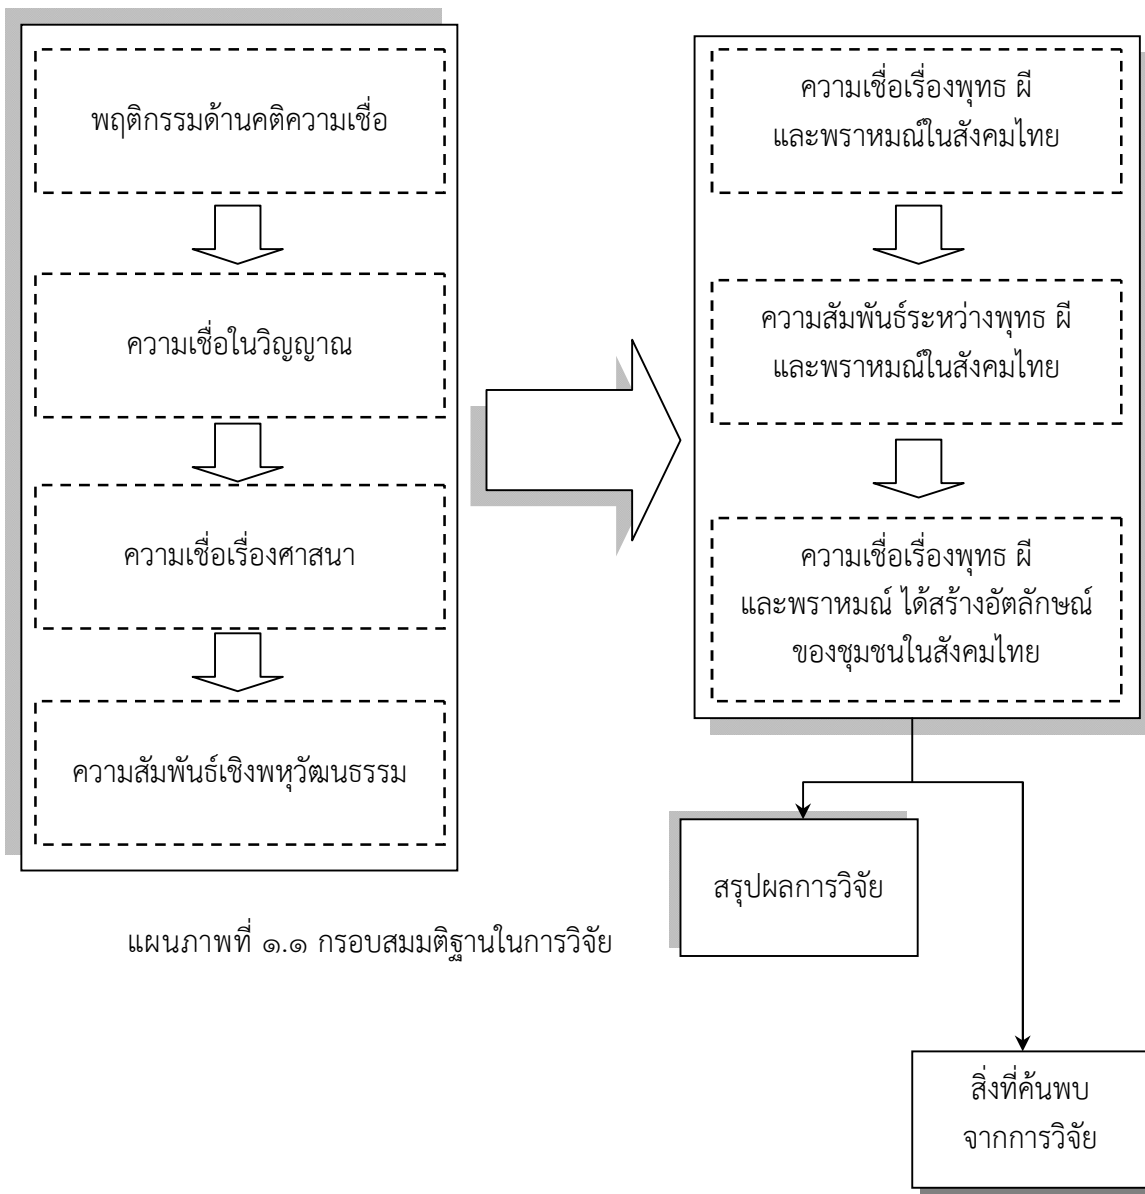 พฤติกรรมด้านคติความเชื่อ
ความเชื่อในวิญญาณ
ความเชื่อเรื่องศาสนา
ความสัมพันธ์เชิงพหุวัฒนธรรม
ความเชื่อเรื่องพุทธ ผี
และพราหมณ์ในสังคมไทย
ความสัมพันธ์ระหว่างพุทธ ผี
และพราหมณ์ในสังคมไทย
ความเชื่อเรื่องพุทธ ผี
และพราหมณ์ ได้สร้างอัตลักษณ์
ของชุมชนในสังคมไทย
สรุปผลการวิจัย
แผนภาพที่ ๑.๑ กรอบสมมติฐานในการวิจัย
สิ่งที่ค้นพบ
จากการวิจัย